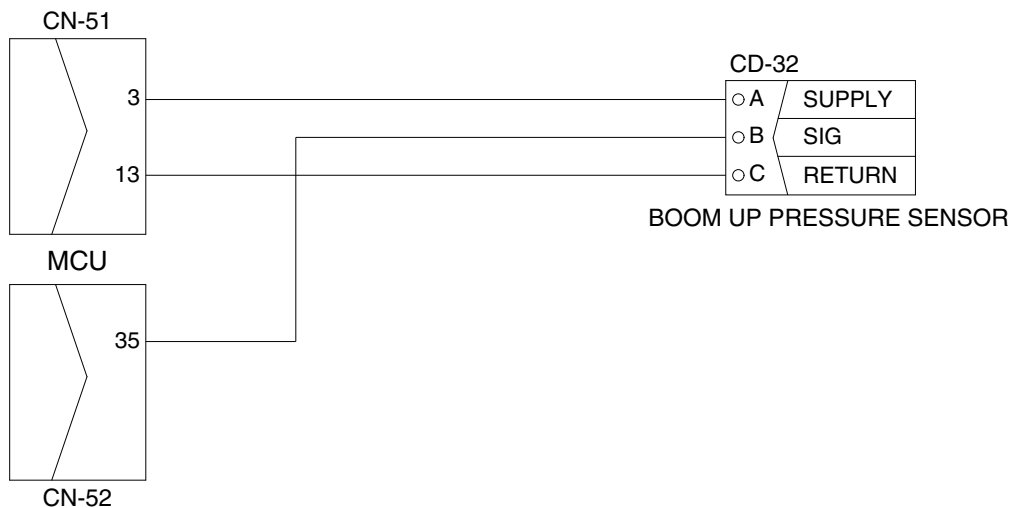 CN-51
CD-32
3
A SUPPLY
B SIG
13
C RETURN
BOOM UP PRESSURE SENSOR
MCU
35
CN-52